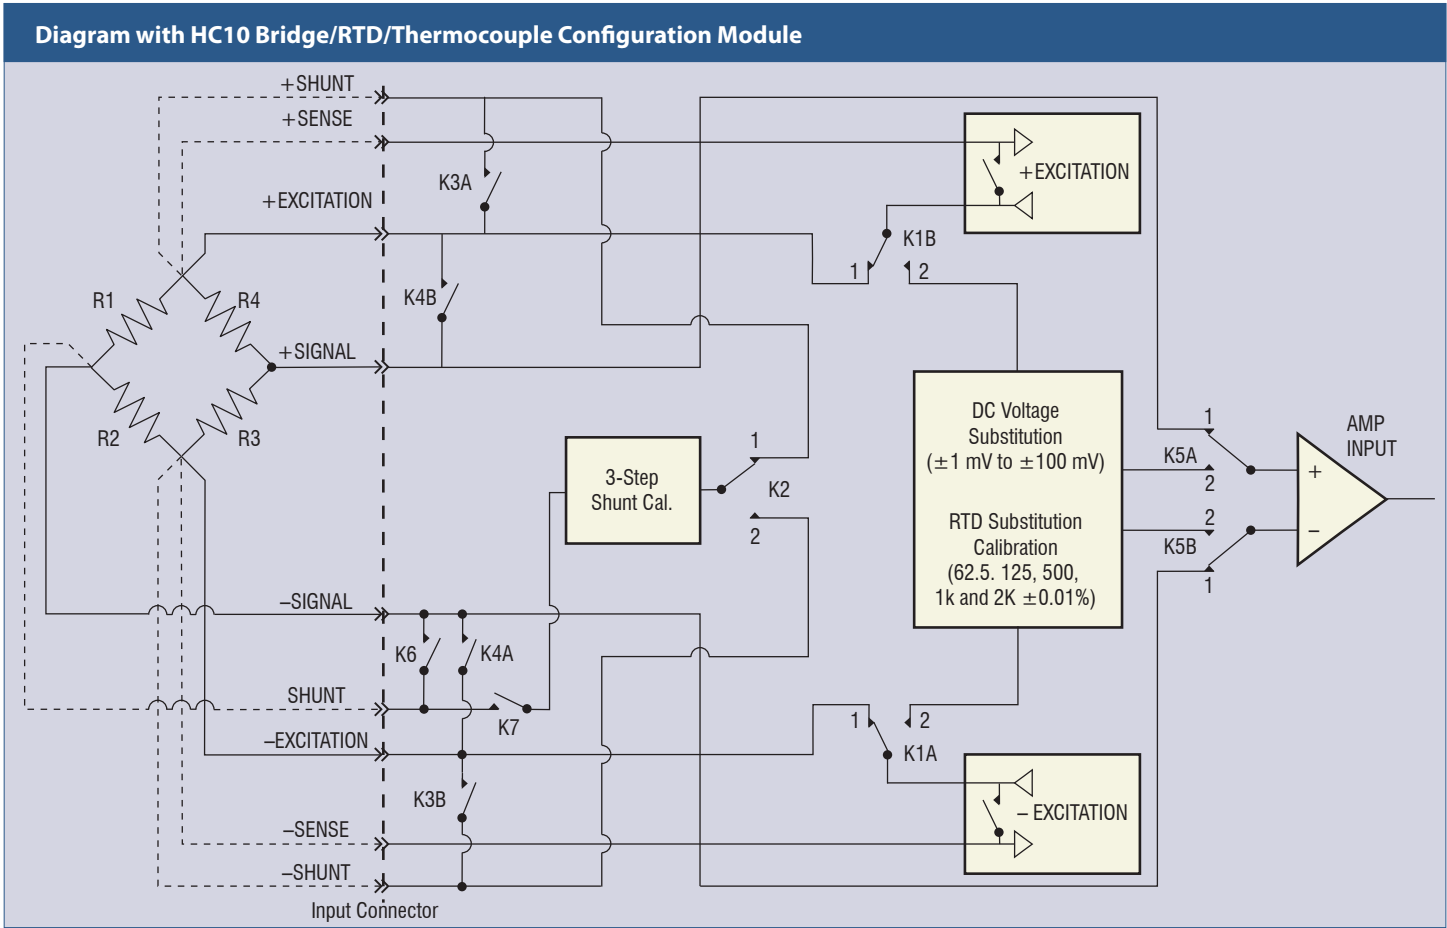 Diagram with HC10 Bridge/RTD/Thermocouple Configuration Module
+SHUNT
+SENSE
+EXCITATION
K3A
K4B
R1
R4
+SIGNAL
R2
R3
+EXCITATION
K1B
1
2
DC Voltage
Substitution
(±1 mV to ±100 mV)
RTD Substitution
Calibration
(62.5. 125, 500,
1k and 2K ±0.01%)
1
K5A
2
2
K5B
1
AMP
INPUT
+
–
3-Step
Shunt Cal.
1
K2
2
–SIGNAL
K6
K4A
SHUNT
K7
–EXCITATION
1
2
K1A
K3B
– EXCITATION
–SENSE
–SHUNT
Input Connector